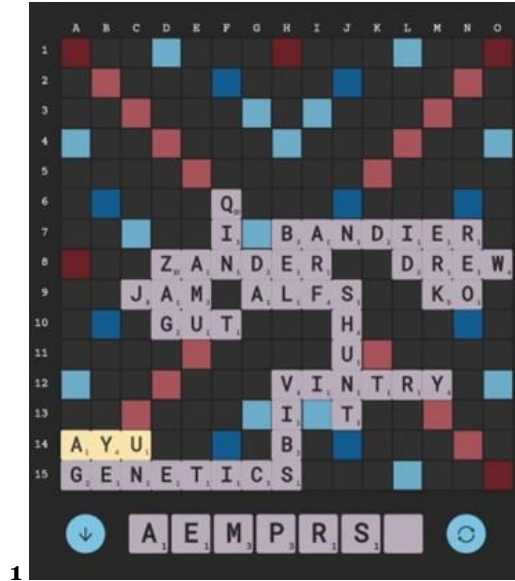 A B C D E F G H I J K L M N O
1
2
3
4
5
6 Q
7 I BANDIER
8 ZANDER DREW
9 JAM ALFS KO
10 GUT H
11 U
12 VINTRY
13 I T
14 AYU B
15 GENETICS
A E M P R S
1